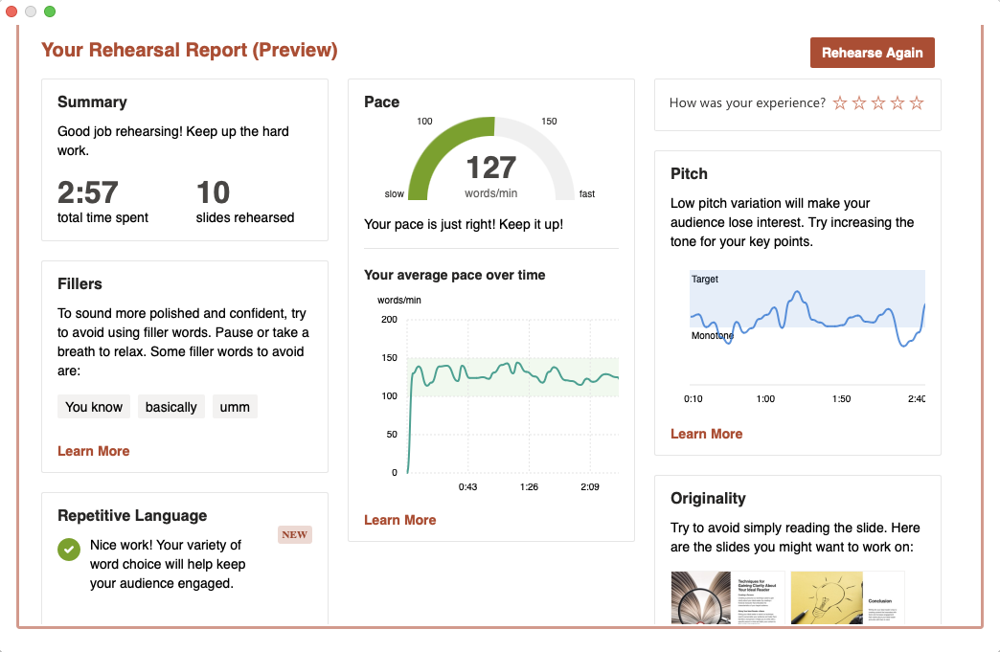 Your Rehearsal Report (Preview)
Rehearse Again
Summary
Good job rehearsing! Keep up the hard
work.
2:57
total time spent
10
slides rehearsed
Fillers
To sound more polished and confident, try
to avoid using filler words. Pause or take a
breath to relax. Some filler words to avoid
are:
You know
basically
umm
Learn More
Repetitive Language
NEW
Nice work! Your variety of
word choice will help keep
your audience engaged.
Pace
100
150
127
words/min
slow
fast
Your pace is just right! Keep it up!
Your average pace over time
words/min
200
150
100
50
0
0:43
1:26
2:09
Learn More
How was your experience?
Pitch
Low pitch variation will make your
audience lose interest. Try increasing the
tone for your key points.
Target
Monotone
0:10
1:00
1:50
2:40
Learn More
Originality
Try to avoid simply reading the slide. Here
are the slides you might want to work on:
Techniques for
Gaining Clarity About
Your Ideal Reader
Conclusion